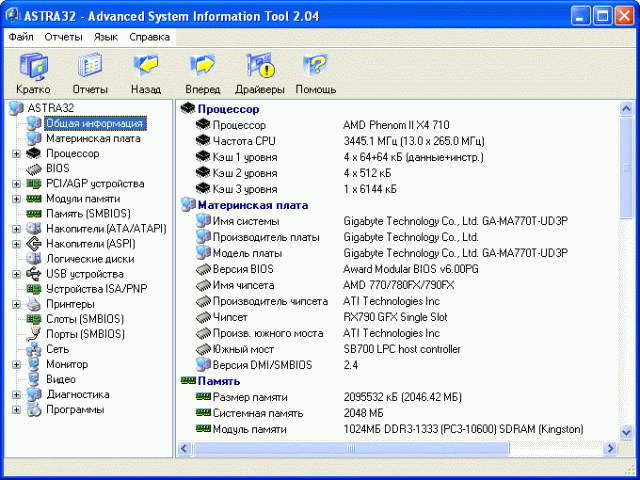 ASTRA32 - Advanced System Information Tool 2.04
Файл Отчеты Язык Справка
Кратко Отчеты Назад Вперед Драйверы Помощь
ASTRA32
Общая информация
Материнская плата
Процессор
BIOS
PCI/AGP устройства
Модули памяти
Память (SMBIOS)
Накопители (ATA/ATAPI)
Накопители (ASPI)
Логические диски
USB устройства
Устройства ISA/PNP
Принтеры
Слоты (SMBIOS)
Порты (SMBIOS)
Сеть
Монитор
Видео
Диагностика
Программы
Процессор
Процессор AMD Phenom II X4 710
Частота CPU 3445.1 МГц (13.0 x 265.0 МГц)
Кэш 1 уровня 4 x 64+64 кБ (данные+инстр.)
Кэш 2 уровня 4 x 512 кБ
Кэш 3 уровня 1 x 6144 кБ
Материнская плата
Имя системы Gigabyte Technology Co., Ltd. GA-MA770T-UD3P
Производитель платы Gigabyte Technology Co., Ltd.
Модель платы Gigabyte Technology Co., Ltd. GA-MA770T-UD3P
Версия BIOS Award Modular BIOS v6.00PG
Имя чипсета AMD 770/780FX/790FX
Производитель чипсета ATI Technologies Inc
Чипсет RX790 GFX Single Slot
Произв. южного моста ATI Technologies Inc
Южный мост SB700 LPC host controller
Версия DMI/SMBIOS 2.4
Память
Размер памяти 2095532 кБ (2046.42 МБ)
Системная память 2048 МБ
Модуль памяти 1024МБ DDR3-1333 (PC3-10600) SDRAM (Kingston)